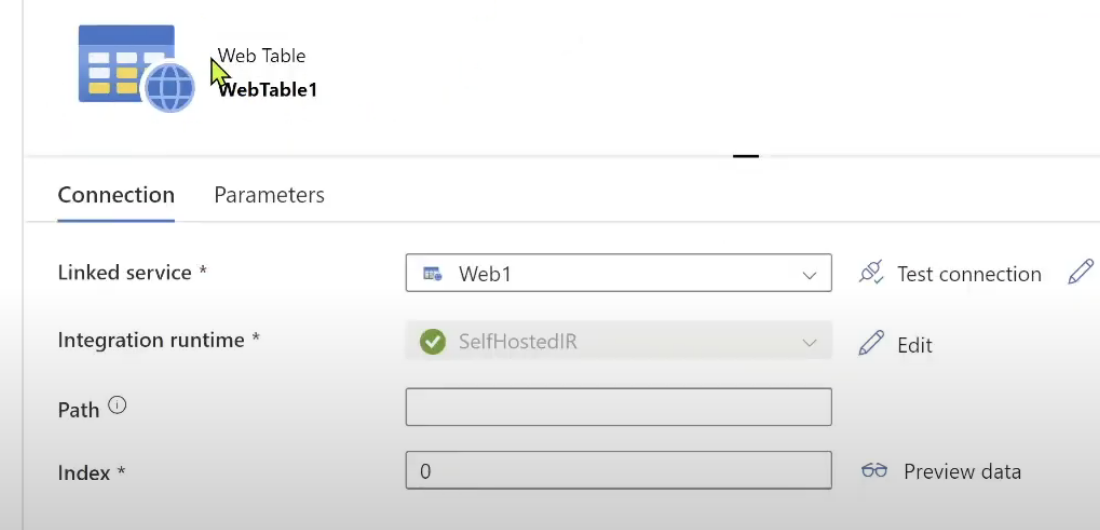 Web Table
WebTable1
Connection Parameters
Linked service * Web1 Test connection
Integration runtime * SelfHostedIR Edit
Path
Index * 0 Preview data